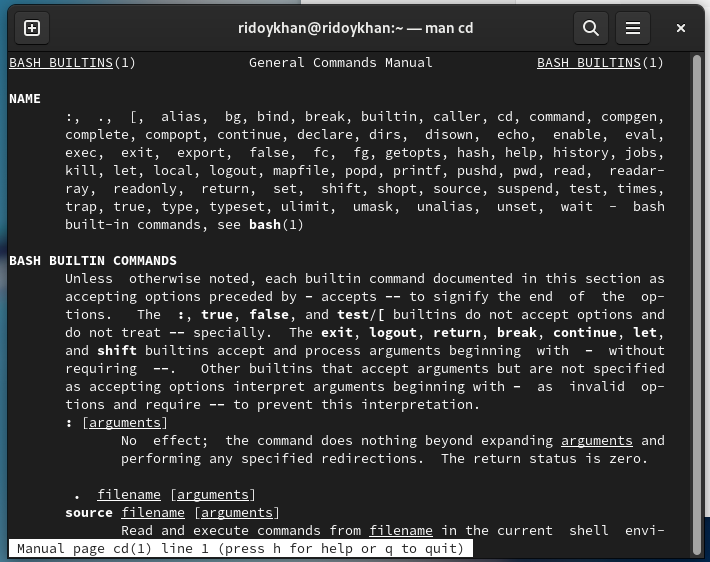 ridoykhan@ridoykhan:~ — man cd
BASH_BUILTINS(1) General Commands Manual BASH_BUILTINS(1)
NAME
:, ., [, alias, bg, bind, break, builtin, caller, cd, command, compgen,
complete, compopt, continue, declare, dirs, disown, echo, enable, eval,
exec, exit, export, false, fc, fg, getopts, hash, help, history, jobs,
kill, let, local, logout, mapfile, popd, printf, pushd, pwd, read, readar-
ray, readonly, return, set, shift, shopt, source, suspend, test, times,
trap, true, type, typeset, ulimit, umask, unalias, unset, wait - bash
built-in commands, see bash(1)
BASH BUILTIN COMMANDS
Unless otherwise noted, each builtin command documented in this section as
accepting options preceded by - accepts -- to signify the end of the op-
tions. The :, true, false, and test/[ builtins do not accept options and
do not treat -- specially. The exit, logout, return, break, continue, let,
and shift builtins accept and process arguments beginning with - without
requiring --. Other builtins that accept arguments but are not specified
as accepting options interpret arguments beginning with - as invalid op-
tions and require -- to prevent this interpretation.
: [arguments]
No effect; the command does nothing beyond expanding arguments and
performing any specified redirections. The return status is zero.
. filename [arguments]
source filename [arguments]
Read and execute commands from filename in the current shell envi-
Manual page cd(1) line 1 (press h for help or q to quit)